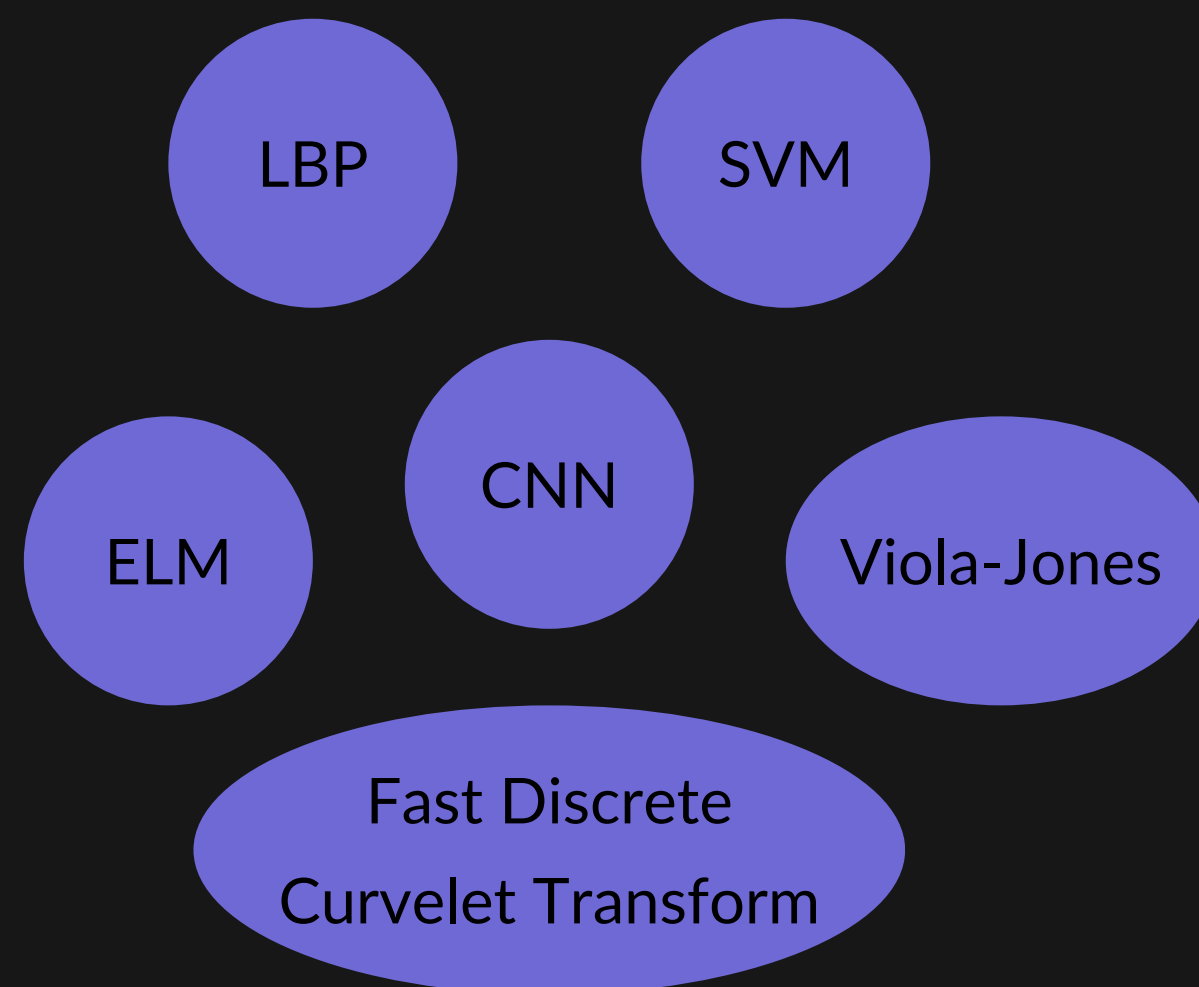 LBP
SVM
CNN
ELM
Viola-Jones
Fast Discrete
Curvelet Transform